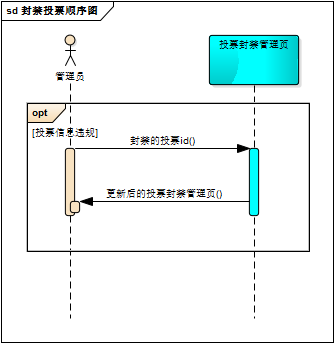 sd 封禁投票顺序图
管理员
投票封禁管理页
opt
[投票信息违规]
封禁的投票id()
更新后的投票封禁管理页()